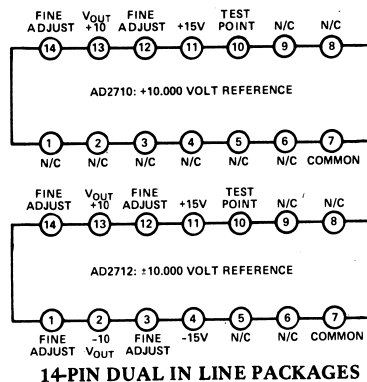 FINE ADJUST VOUT +10 FINE ADJUST +15V TEST POINT N/C N/C
14 13 12 11 10 9 8
AD2710: +10.000 VOLT REFERENCE
1 2 3 4 5 6 7
N/C N/C N/C N/C N/C N/C COMMON
FINE ADJUST VOUT +10 FINE ADJUST +15V TEST POINT N/C N/C
14 13 12 11 10 9 8
AD2712: ±10.000 VOLT REFERENCE
1 2 3 4 5 6 7
FINE ADJUST -10 VOUT FINE ADJUST -15V N/C N/C COMMON
14-PIN DUAL IN LINE PACKAGES